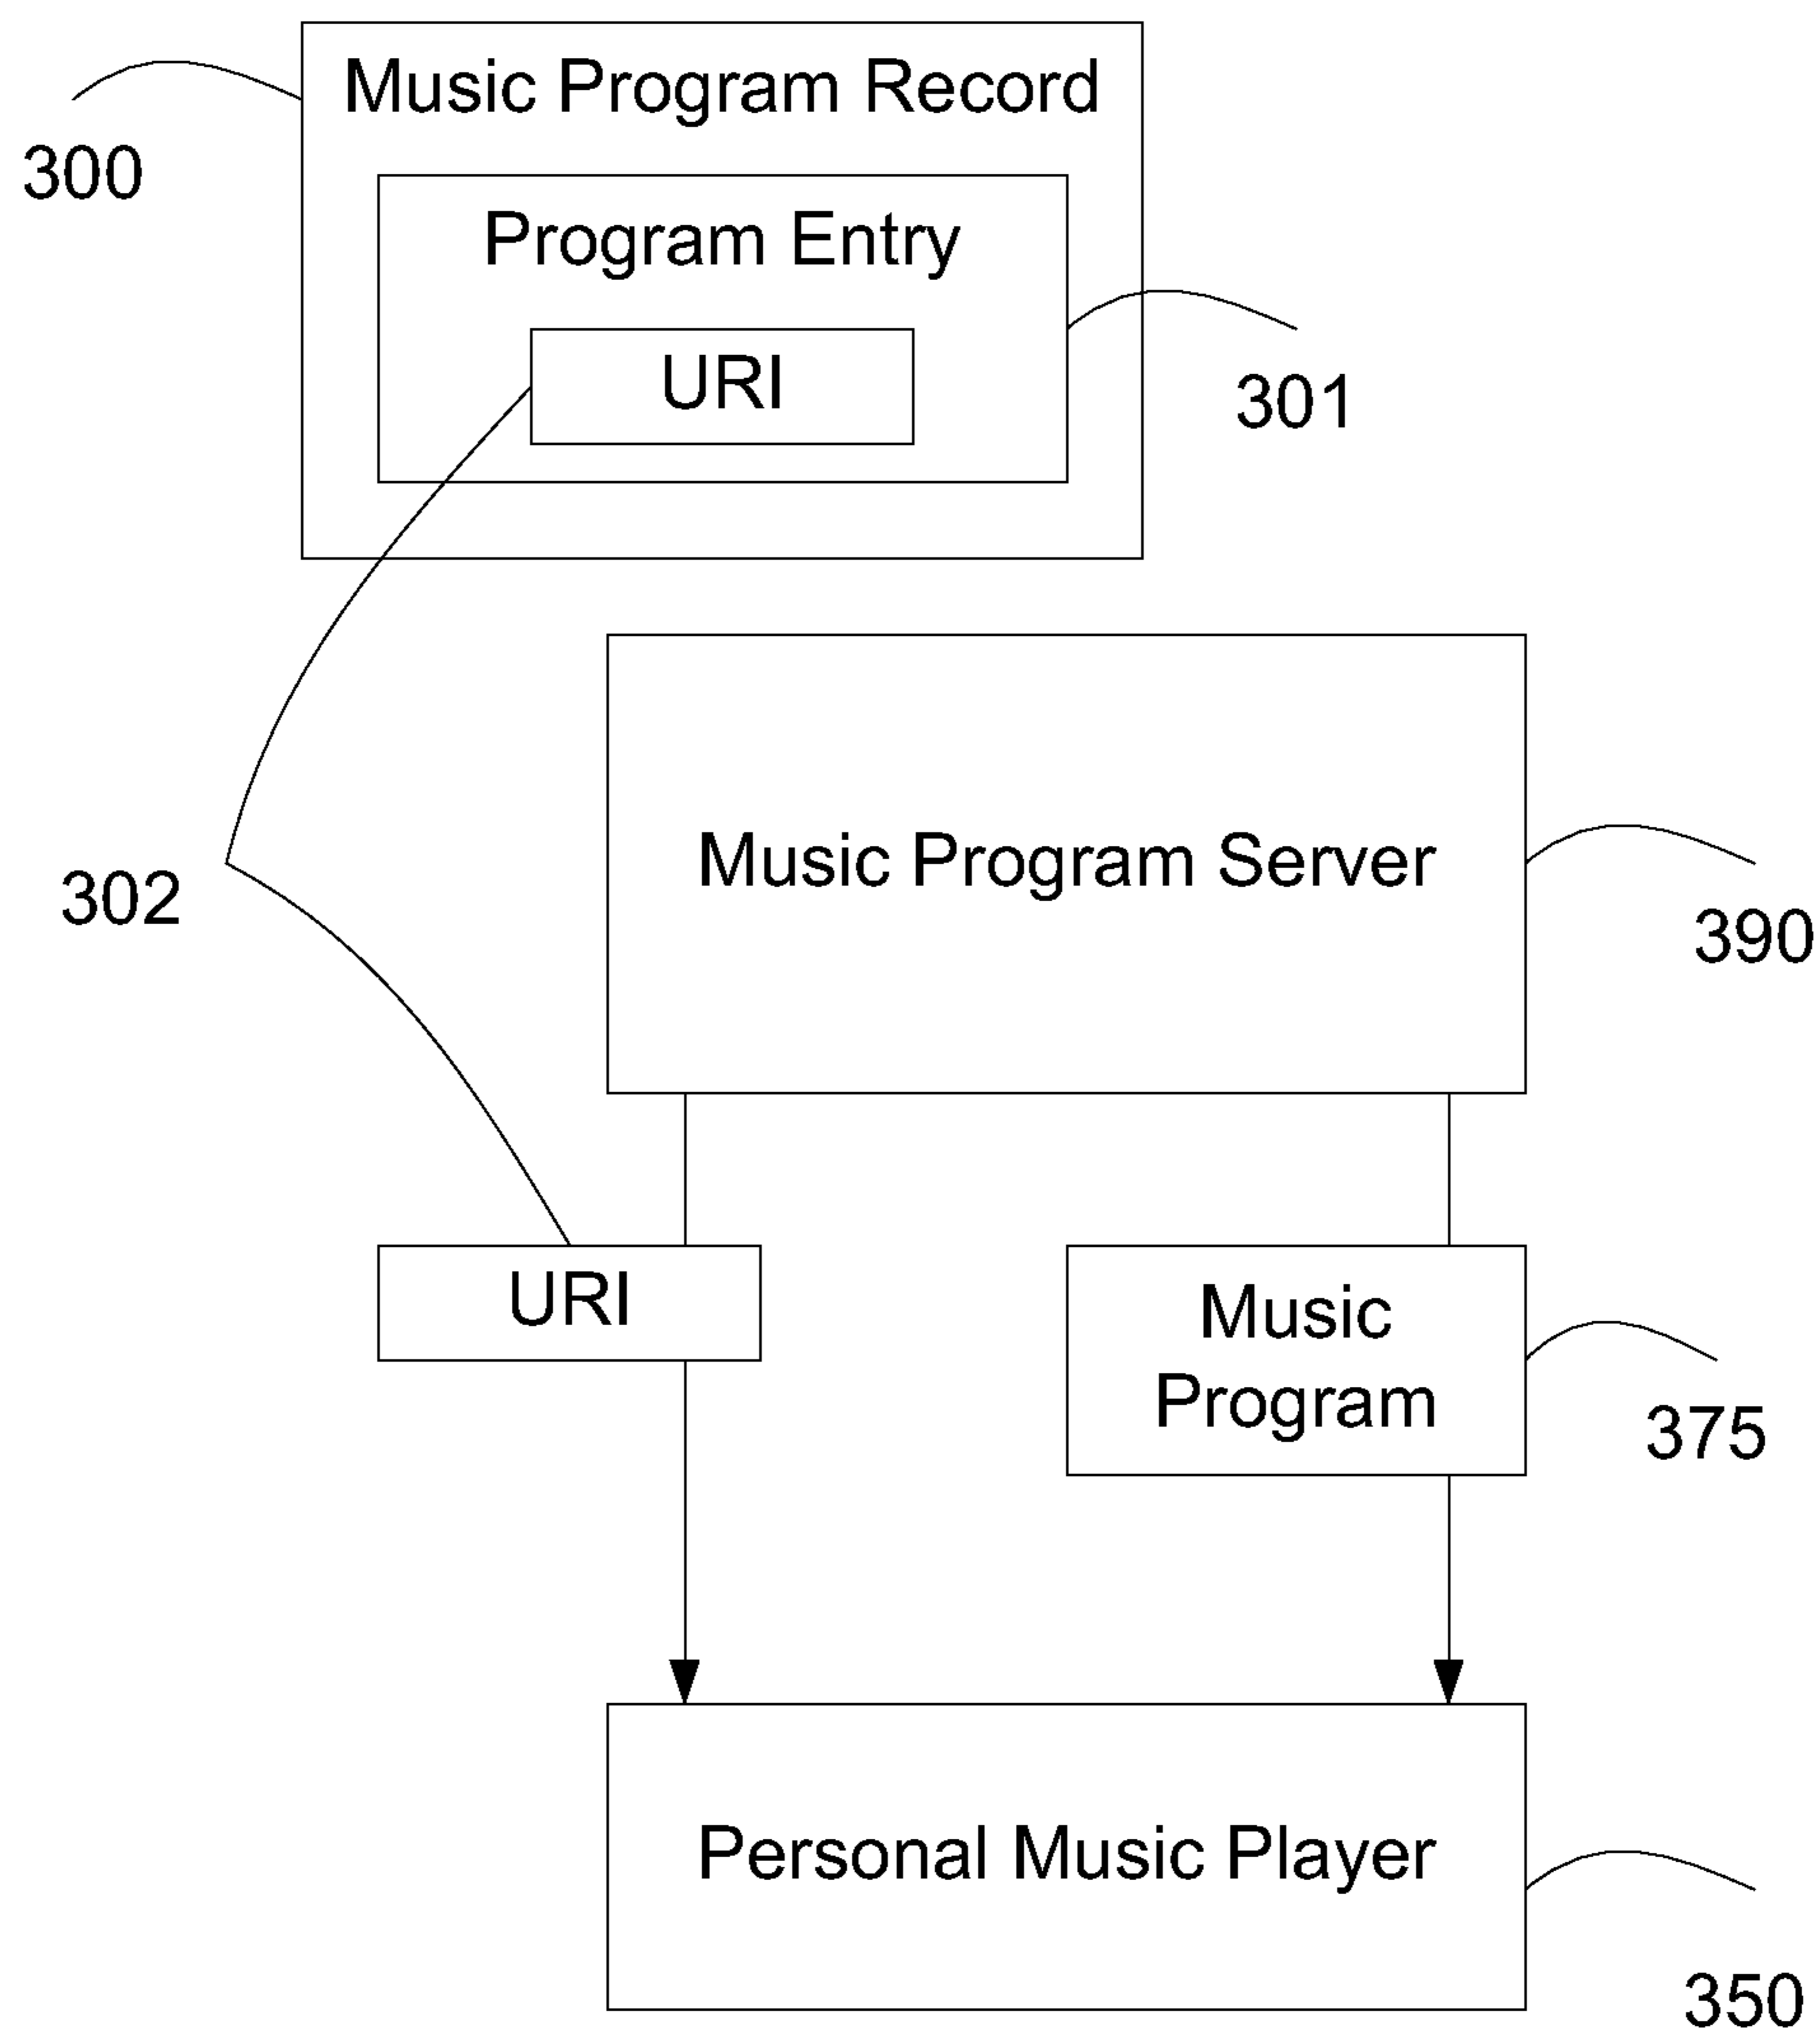 Music Program Record
300
Program Entry
URI
301
Music Program Server
302
390
URI
Music
Program
375
Personal Music Player
350